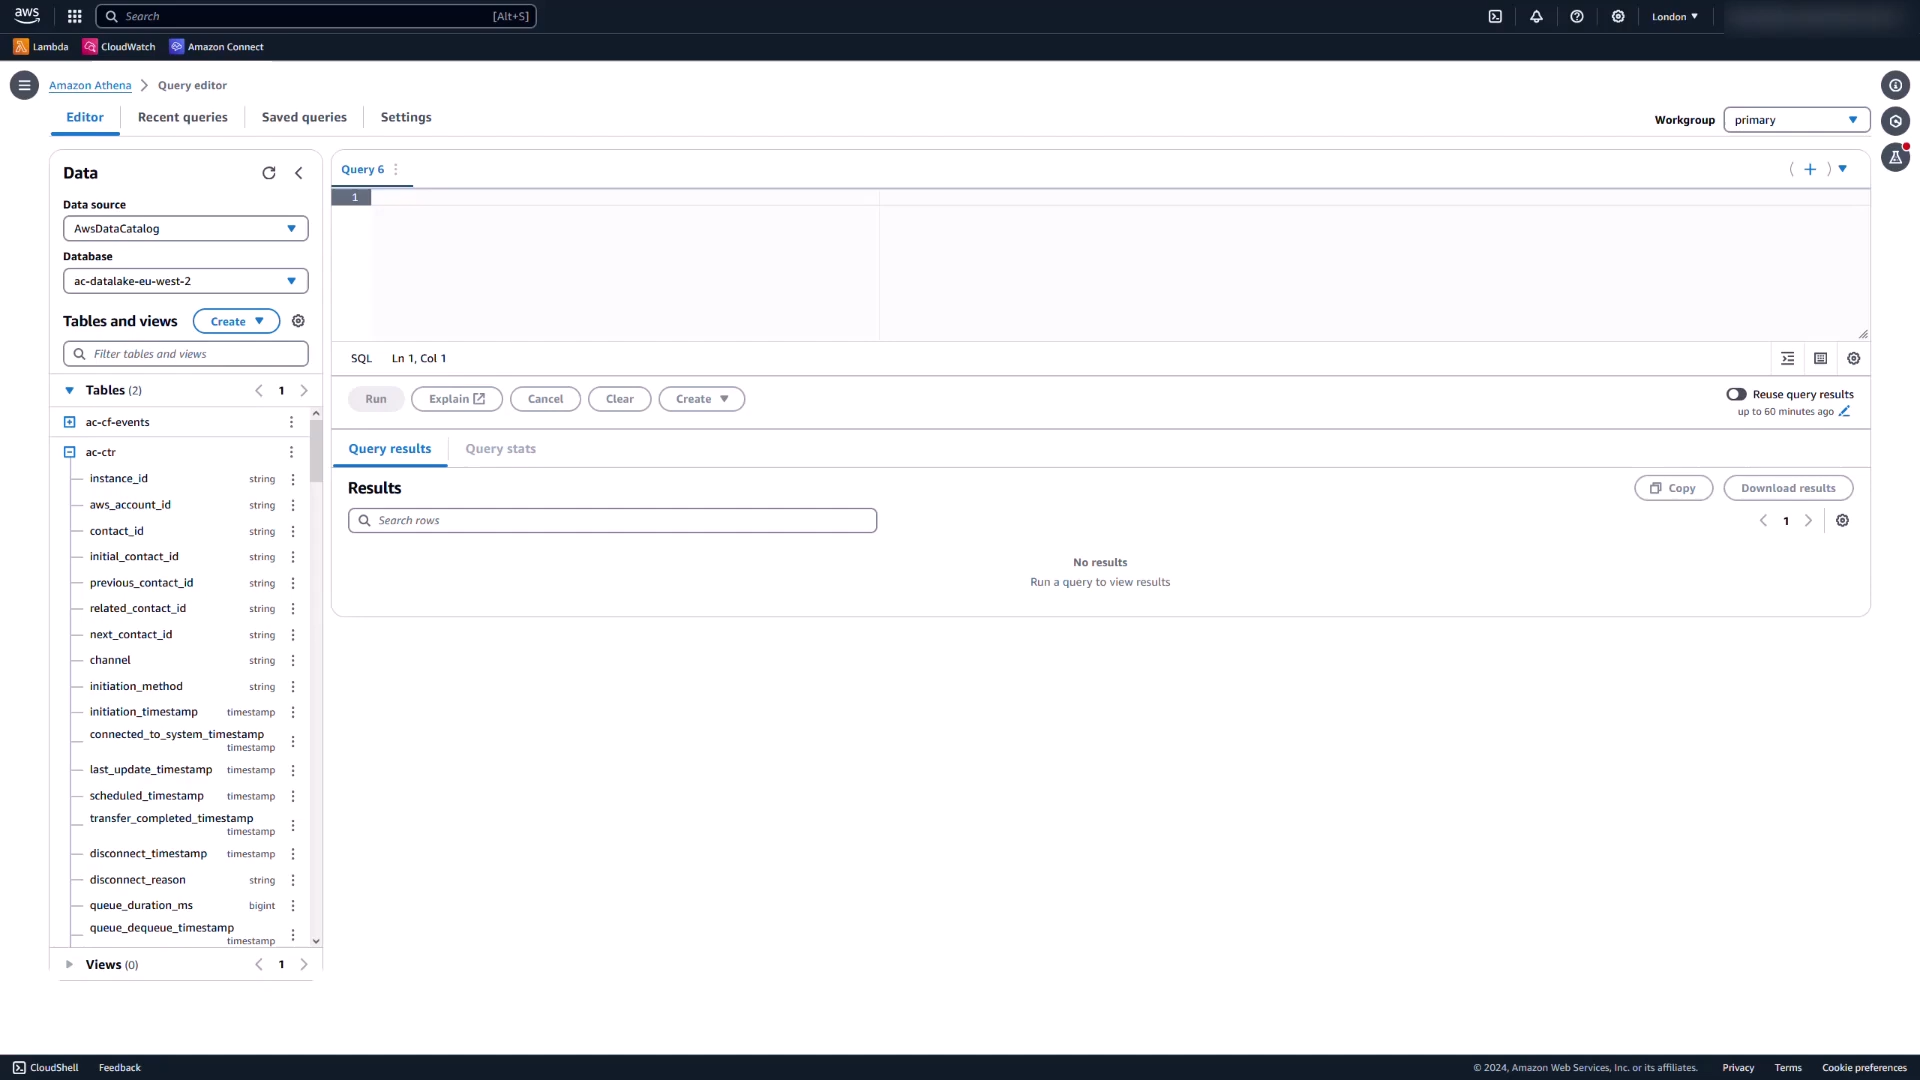 aws
Search [Alt+S]
London
Lambda CloudWatch Amazon Connect
Amazon Athena Query editor
Editor Recent queries Saved queries Settings
Workgroup primary
Data
Data source
AwsDataCatalog
Database
ac-datalake-eu-west-2
Tables and views Create
Filter tables and views
Tables (2) 1
ac-cf-events
ac-ctr
instance_id string
aws_account_id string
contact_id string
initial_contact_id string
previous_contact_id string
related_contact_id string
next_contact_id string
channel string
initiation_method string
initiation_timestamp timestamp
connected_to_system_timestamp
timestamp
last_update_timestamp timestamp
scheduled_timestamp timestamp
transfer_completed_timestamp
timestamp
disconnect_timestamp timestamp
disconnect_reason string
queue_duration_ms bigint
queue_dequeue_timestamp
timestamp
Views (0) 1
Query 6
1
SQL Ln 1, Col 1
Run Explain Cancel Clear Create
Reuse query results
up to 60 minutes ago
Query results Query stats
Results
Copy Download results
Search rows
1
No results
Run a query to view results
CloudShell Feedback
© 2024, Amazon Web Services, Inc. or its affiliates. Privacy Terms Cookie preferences